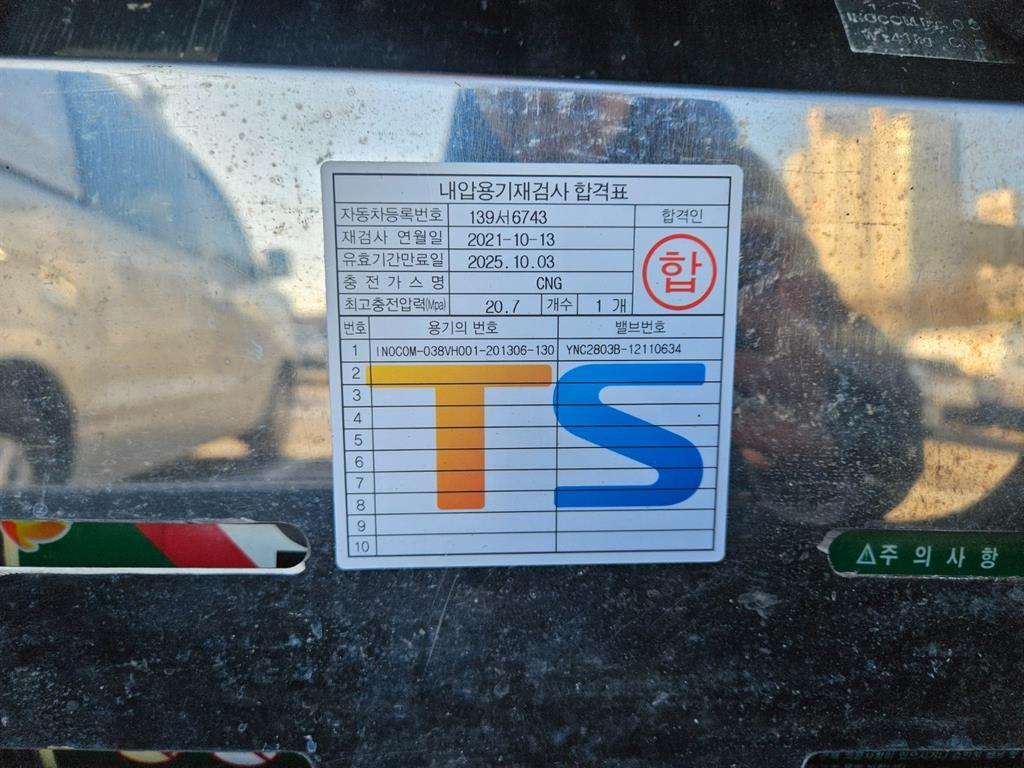 내압용기재검사 합격표
자동차등록번호 139서6743 합격인
재검사 연월일 2021-10-13
유효기간만료일 2025.10.03
합
충 전 가 스 명 CNG
최고충전압력(Mpa) 20.7 개수 1 개
번호 용기의 번호 밸브번호
1 INOCOM-038VH001-201306-130 YNC2803B-12110634
2
3
TS
4
5
6
7
8
9
10
⚠주 의 사 항